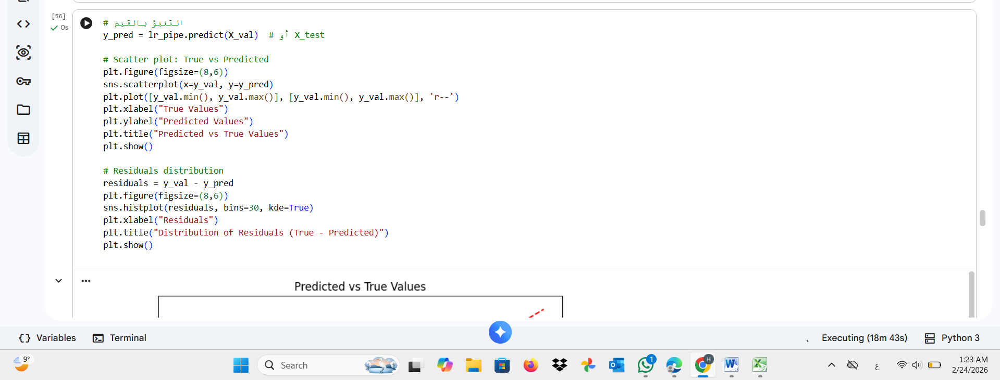 [56]
0s
# التنبؤ بالقيم
y_pred = lr_pipe.predict(X_val)  # أو X_test
# Scatter plot: True vs Predicted
plt.figure(figsize=(8,6))
sns.scatterplot(x=y_val, y=y_pred)
plt.plot([y_val.min(), y_val.max()], [y_val.min(), y_val.max()], 'r--')
plt.xlabel("True Values")
plt.ylabel("Predicted Values")
plt.title("Predicted vs True Values")
plt.show()
# Residuals distribution
residuals = y_val - y_pred
plt.figure(figsize=(8,6))
sns.histplot(residuals, bins=30, kde=True)
plt.xlabel("Residuals")
plt.title("Distribution of Residuals (True - Predicted)")
plt.show()
Predicted vs True Values
{} Variables
Terminal
Executing (18m 43s)
Python 3
9°
Search
1
H
ع
1:23 AM
2/24/2026